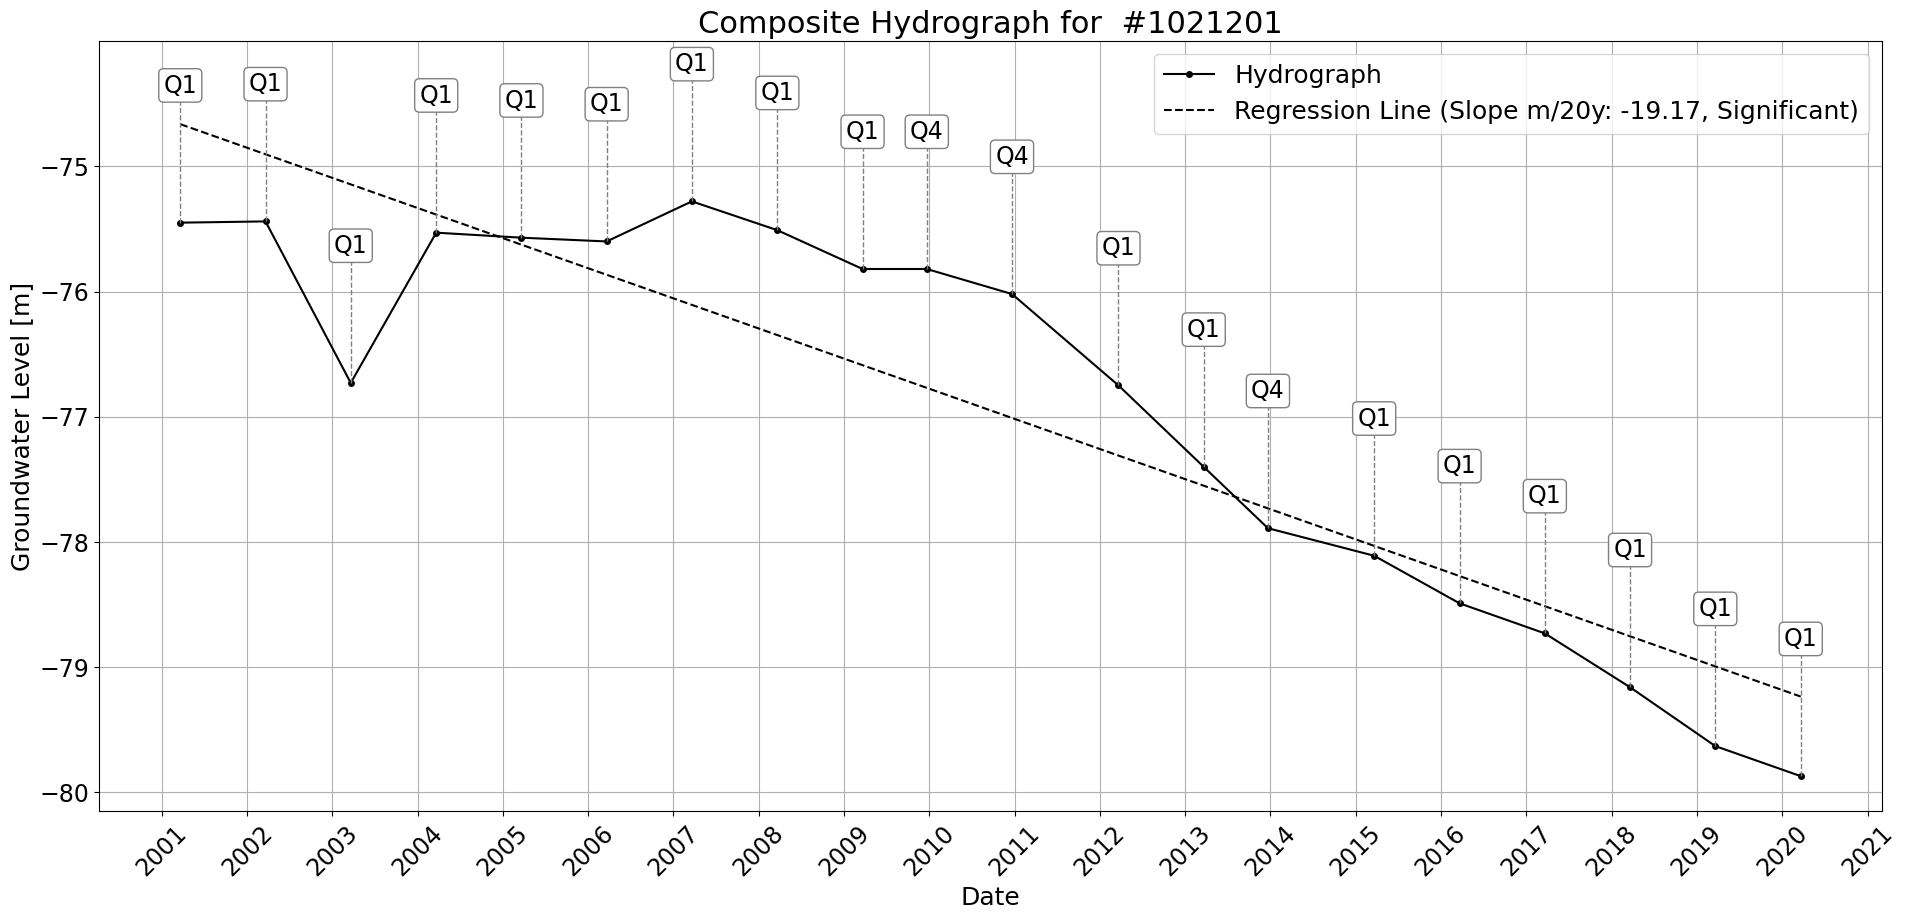 Composite Hydrograph for  #1021201
Hydrograph
Regression Line (Slope m/20y: -19.17, Significant)
Q1
Q1
Q1
Q1
Q1
Q1
Q1
Q1
Q1
Q4
Q4
Q1
Q1
Q4
Q1
Q1
Q1
Q1
Q1
Q1
Groundwater Level [m]
−75
−76
−77
−78
−79
−80
2001
2002
2003
2004
2005
2006
2007
2008
2009
2010
2011
2012
2013
2014
2015
2016
2017
2018
2019
2020
2021
Date